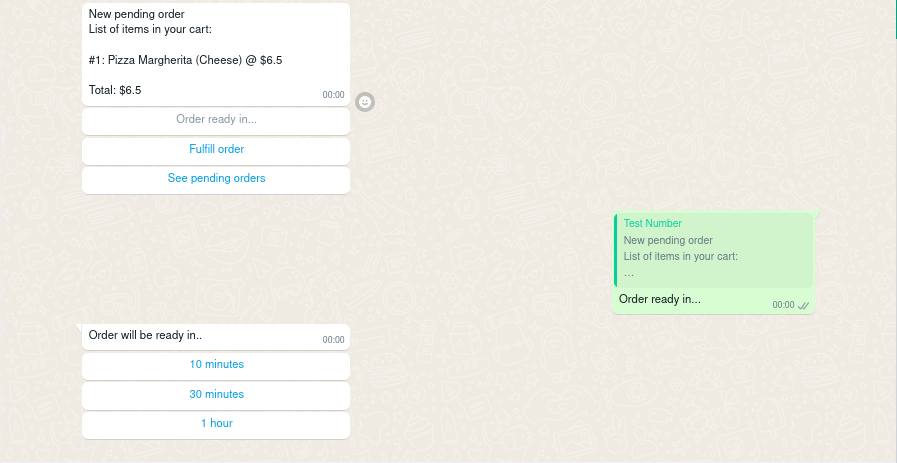 New pending order
List of items in your cart:
#1: Pizza Margherita (Cheese) @ $6.5
Total: $6.5
00:00
Order ready in...
Fulfill order
See pending orders
Test Number
New pending order
List of items in your cart:
...
Order ready in...
00:00
Order will be ready in..
00:00
10 minutes
30 minutes
1 hour